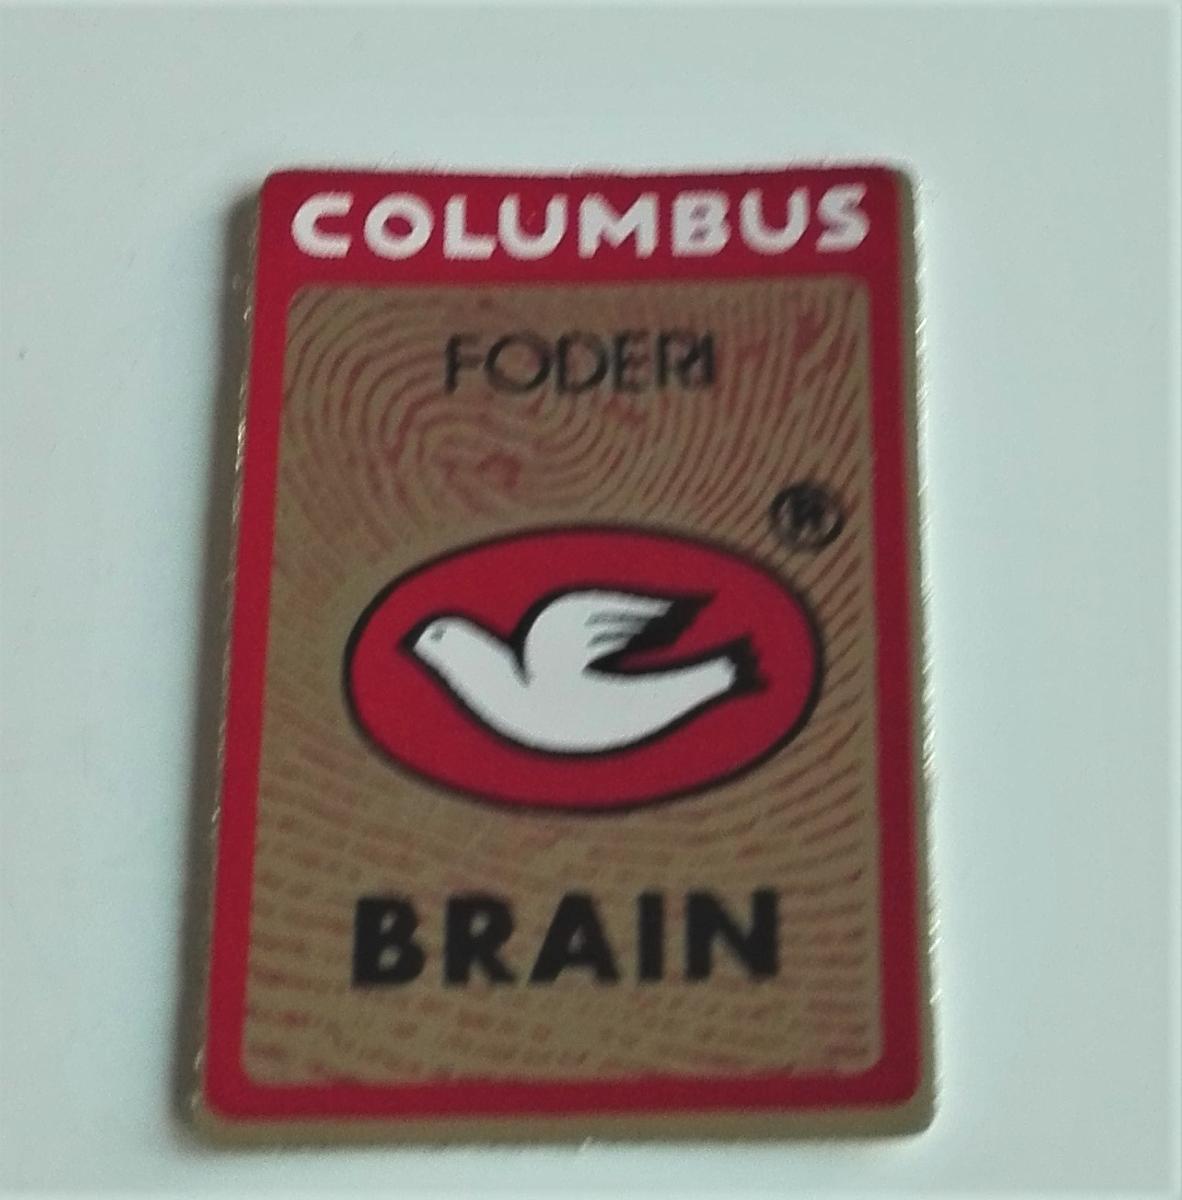 COLUMBUS
FODERI
®
BRAIN